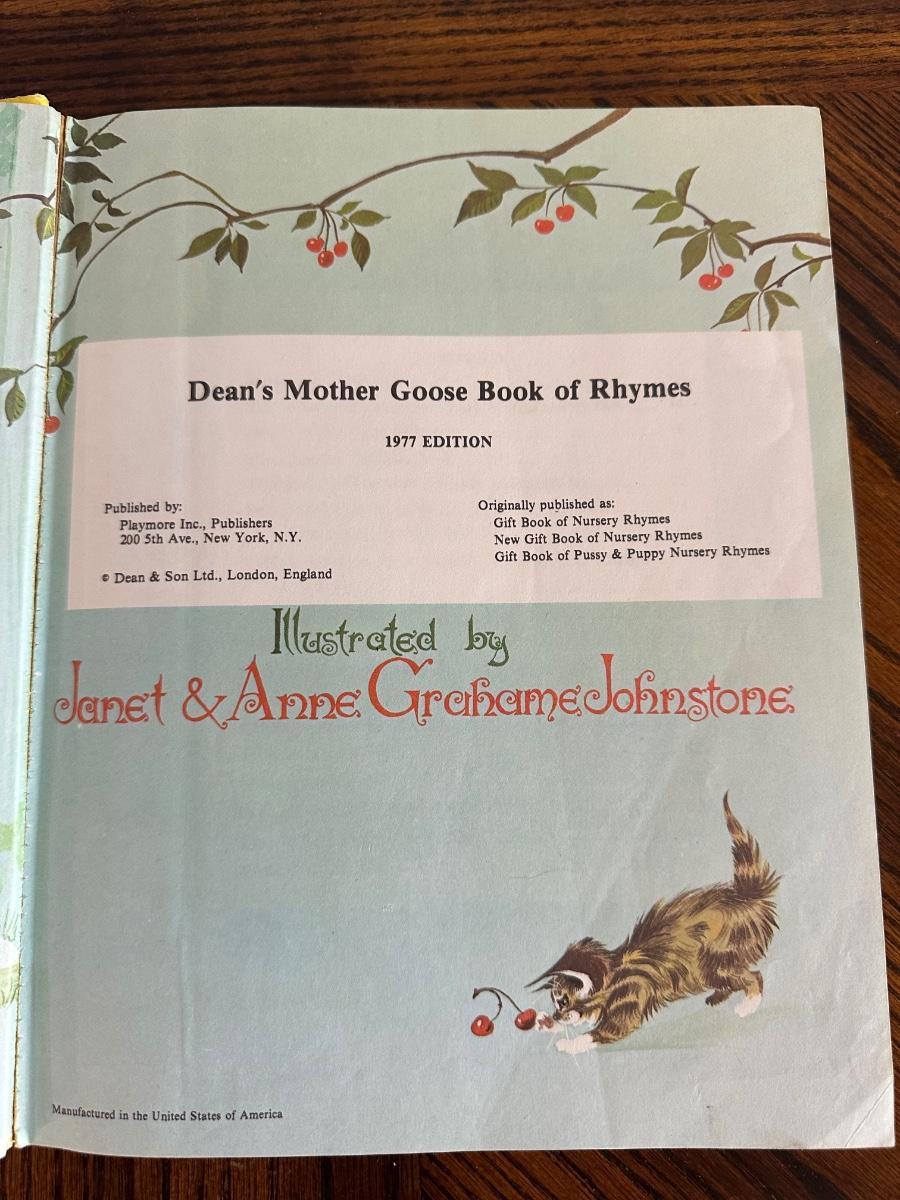 Dean's Mother Goose Book of Rhymes
1977 EDITION
Published by:
Playmore Inc., Publishers
200 5th Ave., New York, N.Y.
© Dean & Son Ltd., London, England
Originally published as:
Gift Book of Nursery Rhymes
New Gift Book of Nursery Rhymes
Gift Book of Pussy & Puppy Nursery Rhymes
Illustrated by
Janet & Anne Grahame Johnstone
Manufactured in the United States of America